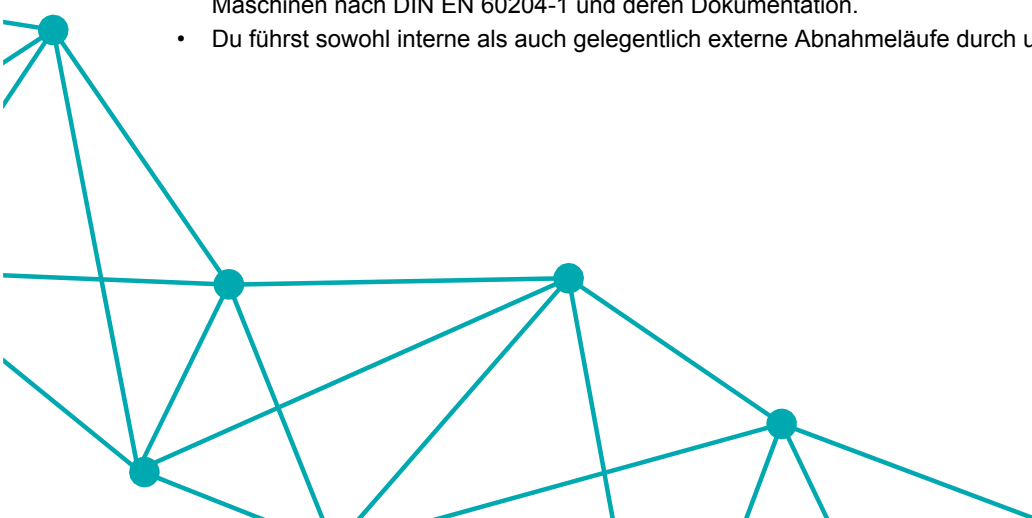 Maschinen nach DIN EN 60204-1 und deren Dokumentation.
• Du führst sowohl interne als auch gelegentlich externe Abnahmeläufe durch